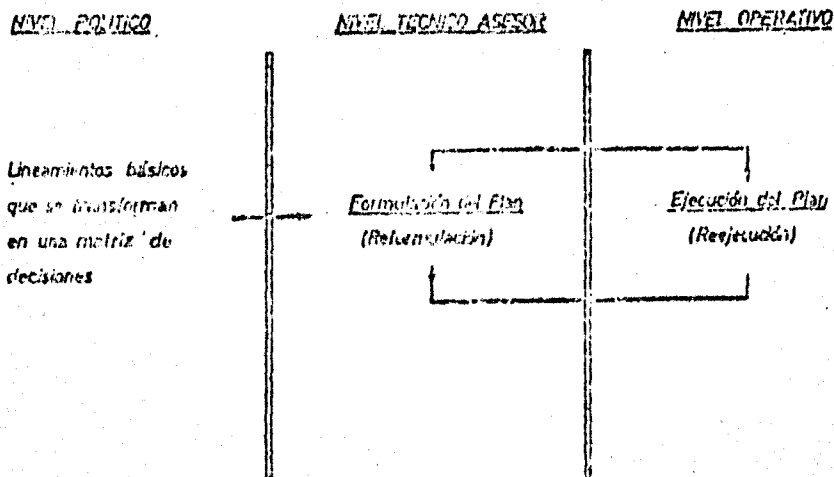 NIVEL POLITICO
NIVEL TECNICO ASESOR
NIVEL OPERATIVO
Lineamientos básicos
que se transforman
en una matriz de
decisiones
Formulación del Plan
(Reformulación)
Ejecución del Plan
(Reejecución)